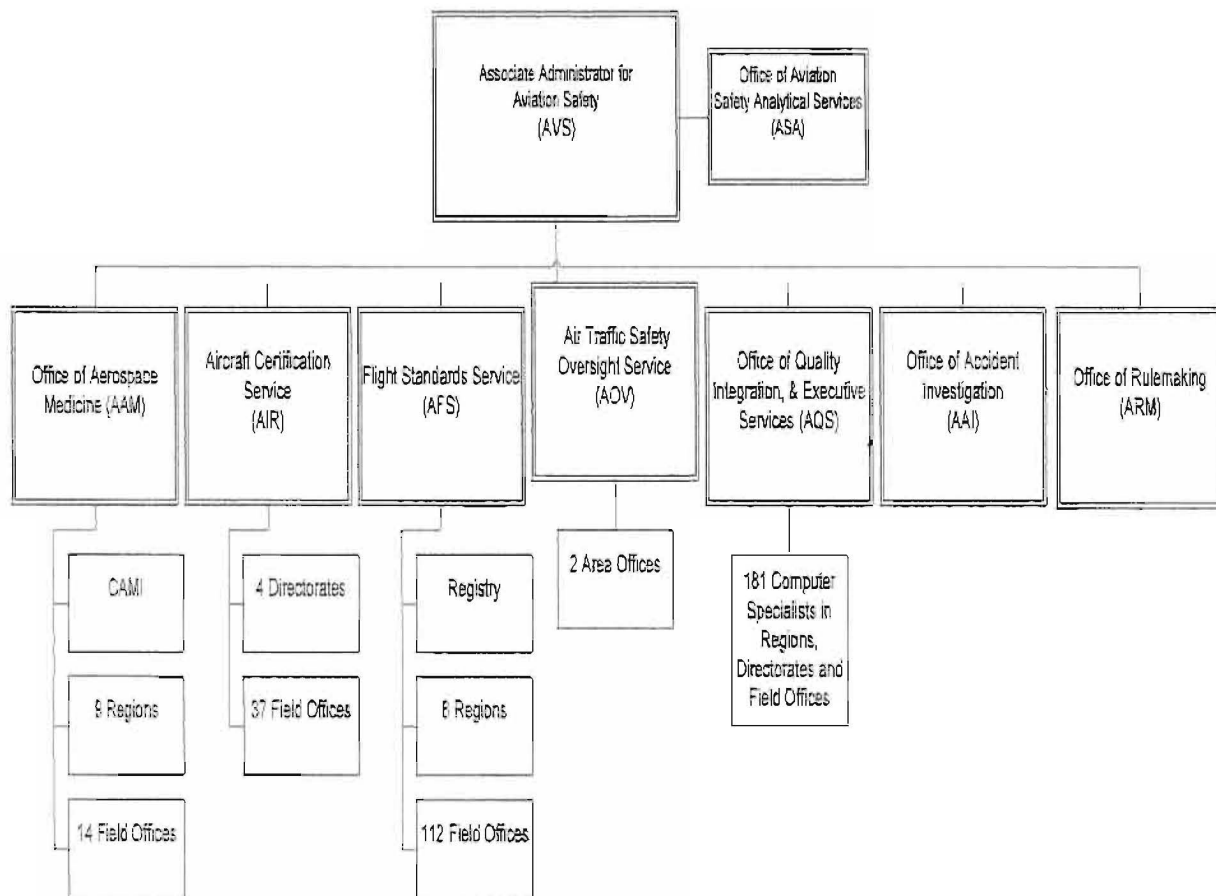 Associate Administrator for
Aviation Safety
(AVS)
Office of Aviation
Safety Analytical Services
(ASA)
Office of Aerospace
Medicine (AAM)
Aircraft Certification
Service
(AIR)
Flight Standards Service
(AFS)
Air Traffic Safety
Oversight Service
(AOV)
Office of Quality
Integration, & Executive
Services (AQS)
Office of Accident
Investigation
(AAI)
Office of Rulemaking
(ARM)
CAMI
9 Regions
14 Field Offices
4 Directorates
37 Field Offices
Registry
Regions
112 Field Offices
2 Area Offices
181 Computer
Specialists in
Regions,
Directorates and
Field Offices